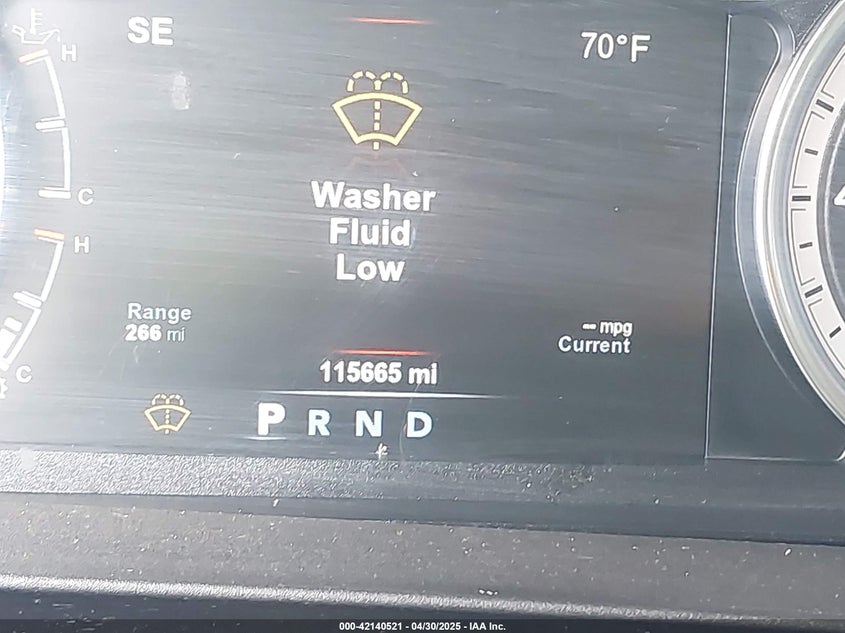 SE
70°F
H
C
H
C
Washer
Fluid
Low
Range
266 mi
-- mpg
Current
115665 mi
P R N D
4
000-42140521 - 04/30/2025 - IAA Inc.